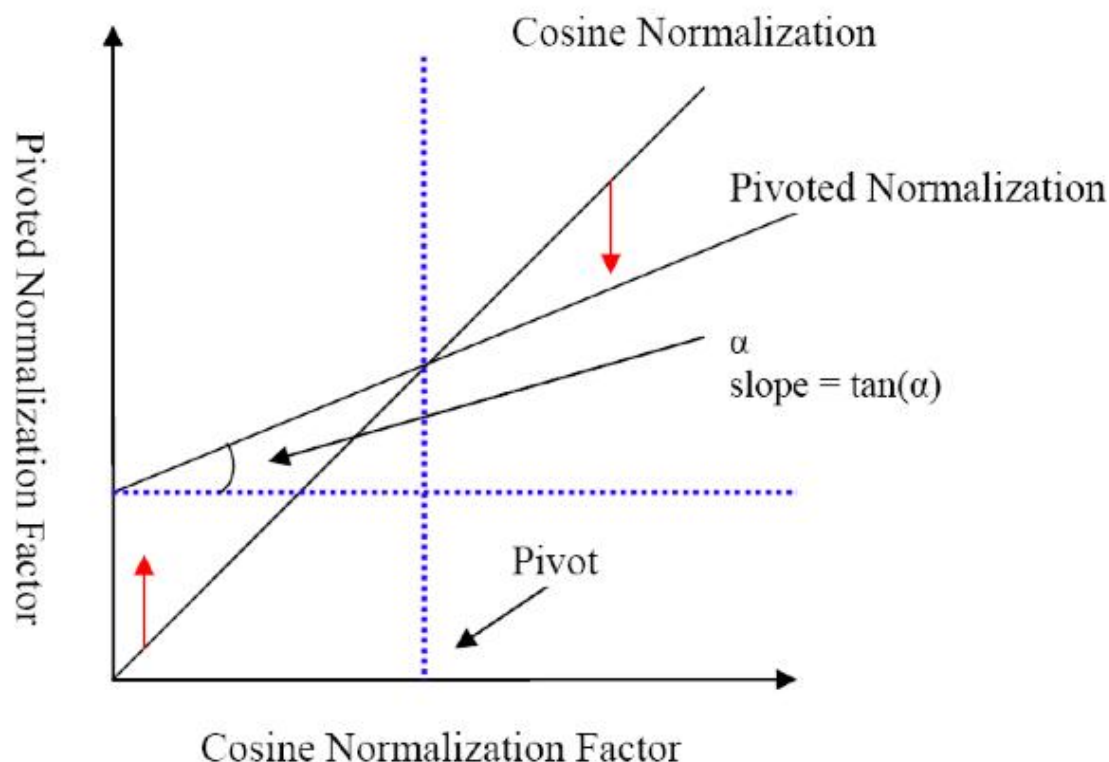 Cosine Normalization
Pivoted Normalization Factor
Pivoted Normalization
α
slope = tan(α)
Pivot
Cosine Normalization Factor